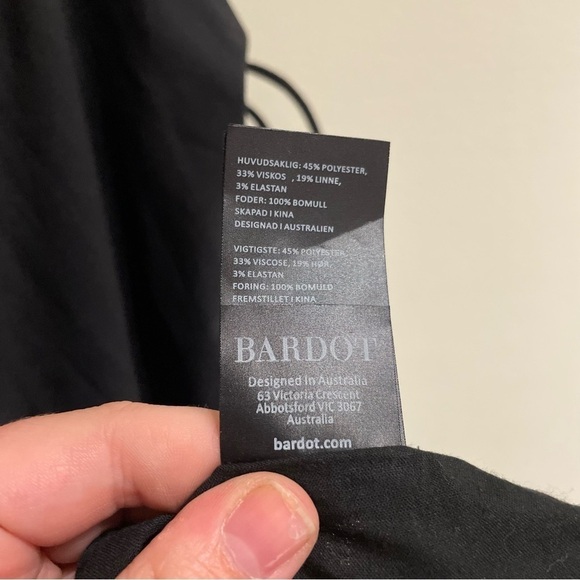 HUVUDSAKLIG: 45% POLYESTER,
33% VISKOS , 19% LINNE,
3% ELASTAN
FODER: 100% BOMULL
SKAPAD I KINA
DESIGNAD I AUSTRALIEN
VIGTIGSTE: 45% POLYESTER,
33% VISCOSE, 19% HØR,
3% ELASTAN
FORING: 100% BOMULD
FREMSTILLET I KINA
BARDOT
Designed In Australia
63 Victoria Crescent
Abbotsford VIC 3067
Australia
bardot.com